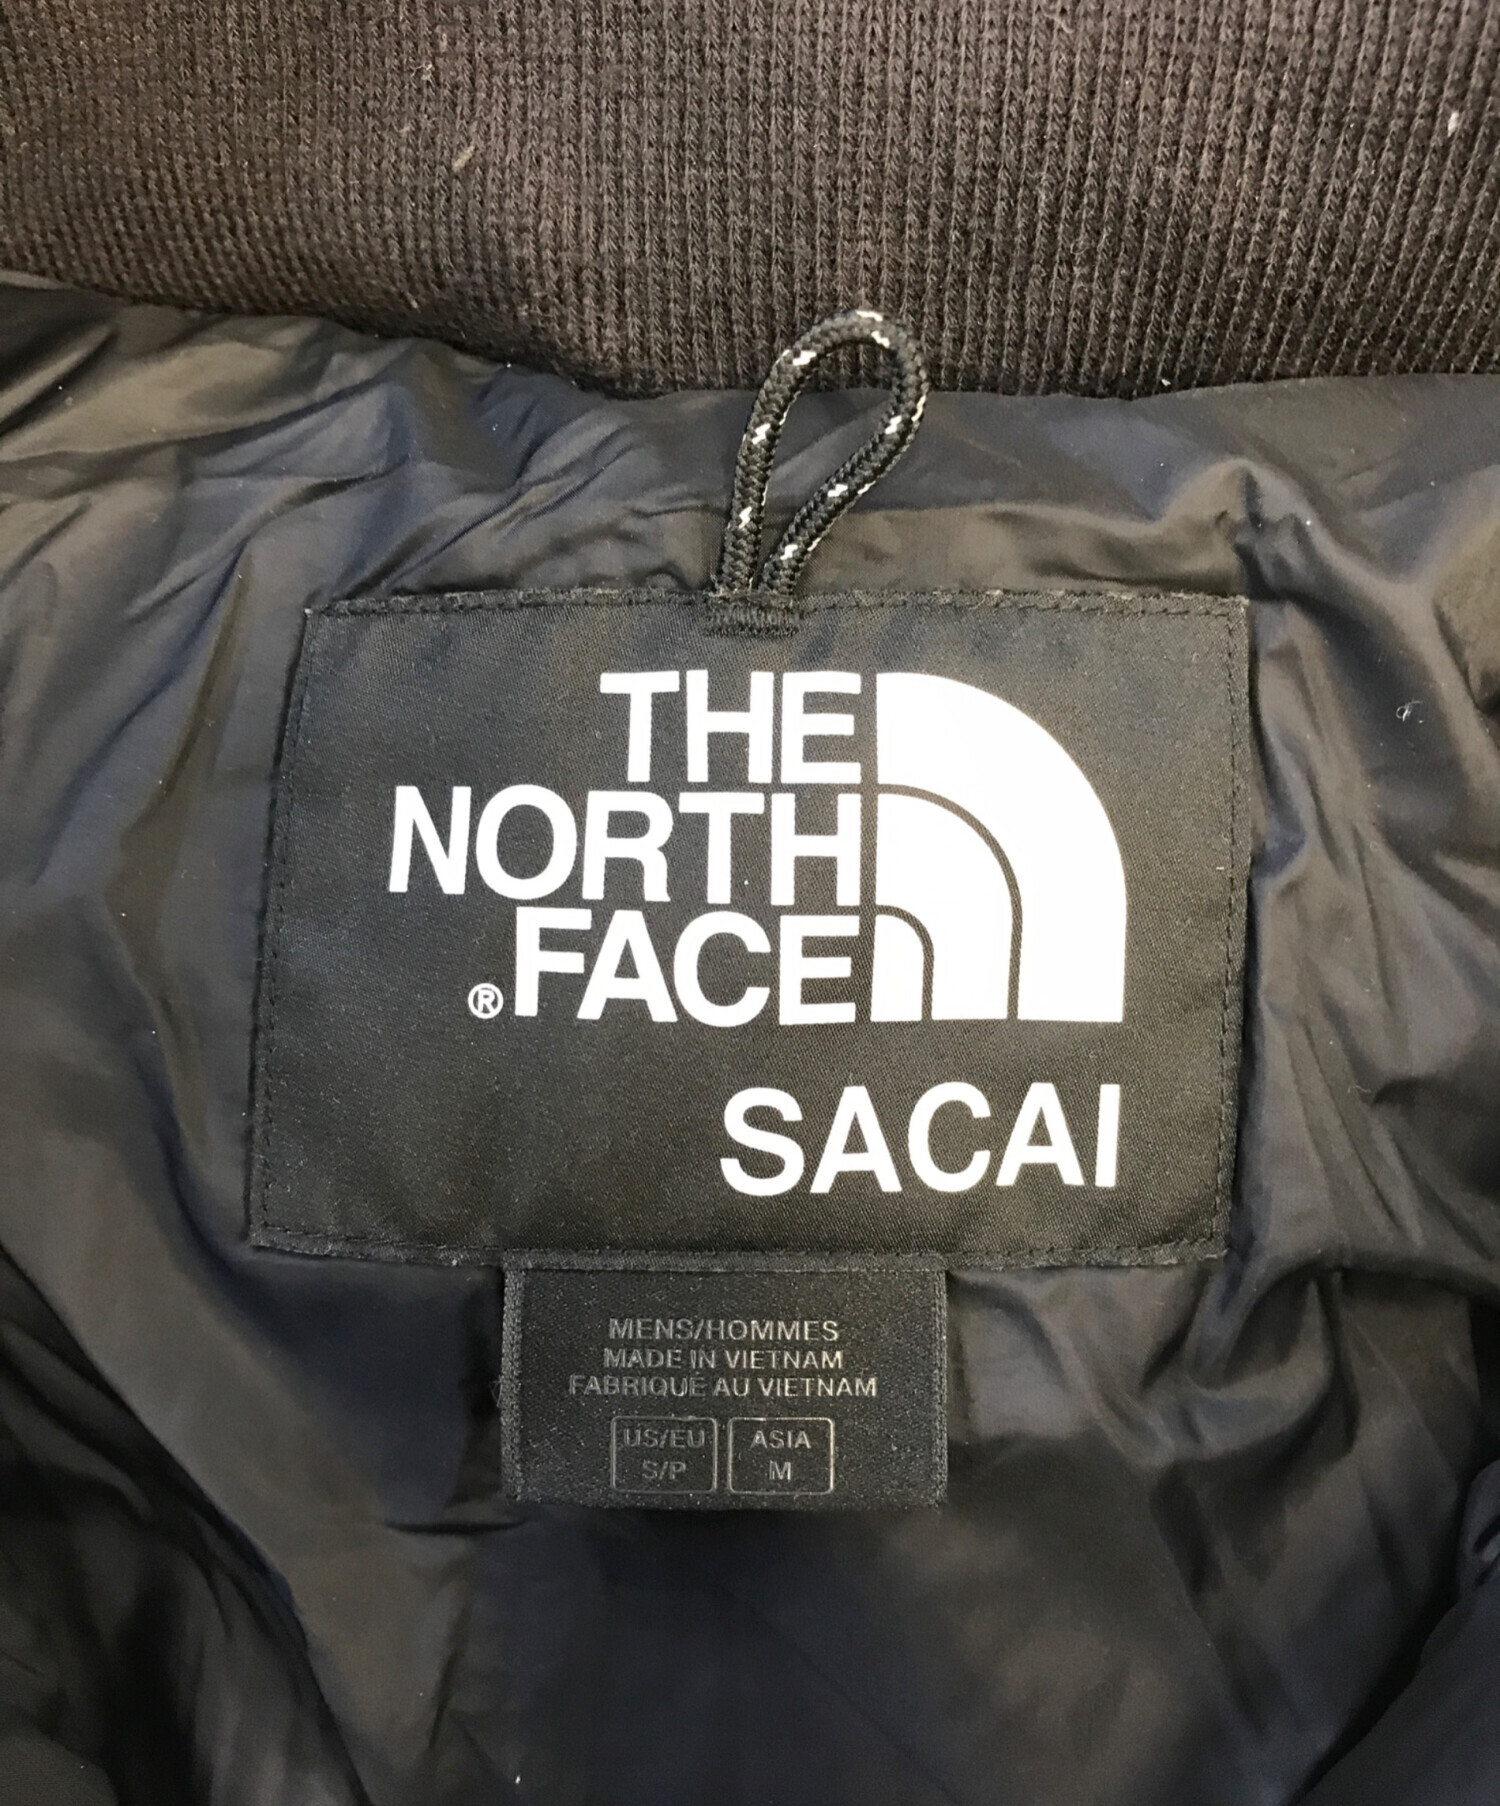 THE
NORTH
®FACE
SACAI
MENS/HOMMES
MADE IN VIETNAM
FABRIQUÉ AU VIETNAM
US/EU ASIA
S/P M